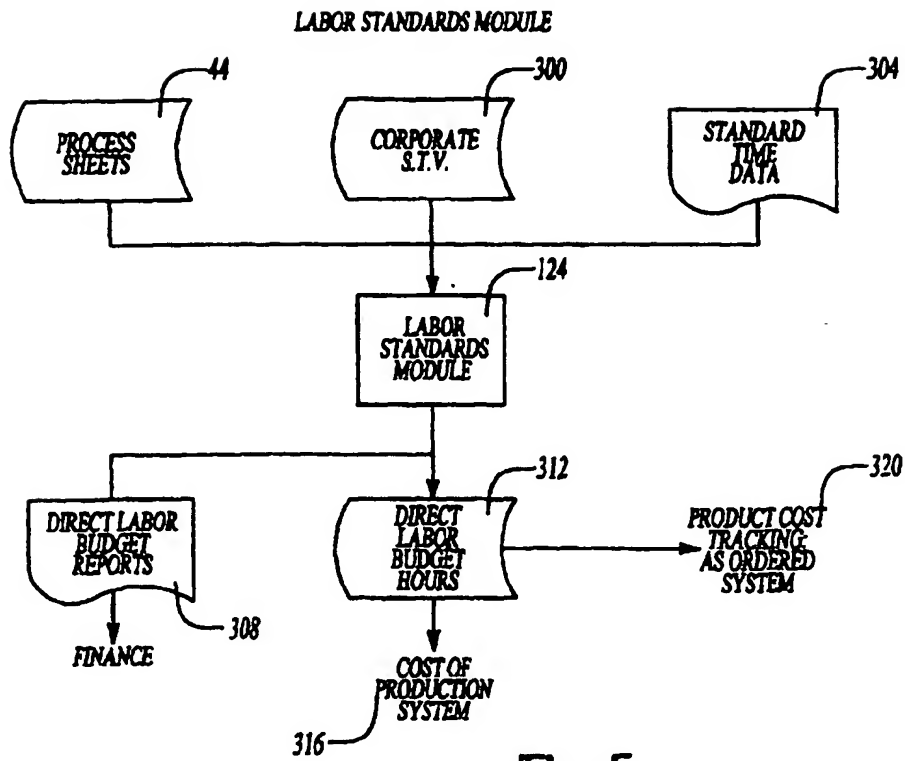 LABOR STANDARDS MODULE
44
300
304
PROCESS
SHEETS
CORPORATE
S.T.V.
STANDARD
TIME
DATA
124
LABOR
STANDARDS
MODULE
312
320
DIRECT LABOR
BUDGET
REPORTS
DIRECT
LABOR
BUDGET
HOURS
PRODUCT COST
TRACKING
AS ORDERED
SYSTEM
308
FINANCE
COST OF
PRODUCTION
SYSTEM
316